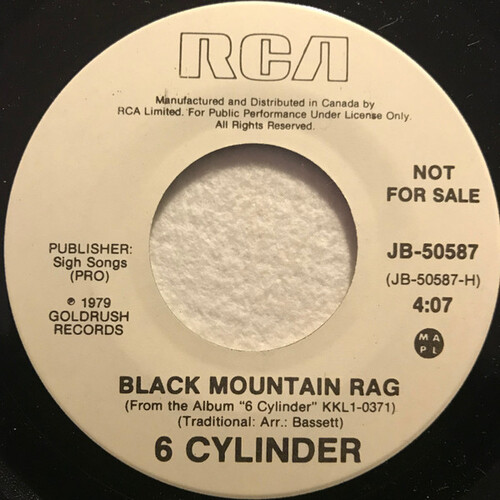 RCA
Manufactured and Distributed in Canada by
RCA Limited. For Public Performance Under License Only.
All Rights Reserved.
NOT
FOR SALE
PUBLISHER:
Sigh Songs
(PRO)
℗ 1979
GOLDRUSH
RECORDS
JB-50587
(JB-50587-H)
4:07
M A
P L
BLACK MOUNTAIN RAG
(From the Album "6 Cylinder" KKL1-0371)
(Traditional: Arr.: Bassett)
6 CYLINDER